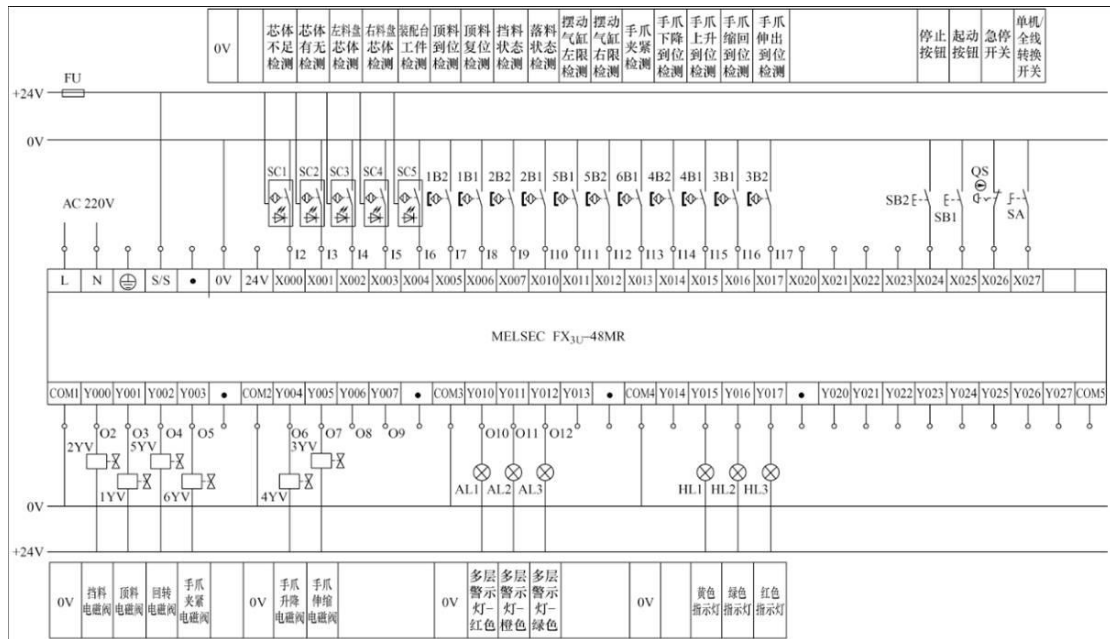 0V 芯体不足检测 芯体有无检测 左料盘芯体检测 右料盘芯体检测 装配台工件检测 顶料到位检测 顶料复位检测 挡料状态检测 落料状态检测 摆动气缸左限检测 摆动气缸右限检测 手爪夹紧检测 手爪下降到位检测 手爪上升到位检测 手爪缩回到位检测 手爪伸出到位检测 停止按钮 起动按钮 急停开关 单机/全线转换开关
FU
+24V
0V
SC1 SC2 SC3 SC4 SC5 1B2 1B1 2B2 2B1 5B1 5B2 6B1 4B2 4B1 3B1 3B2 QS
AC 220V
SB2 SB1 SA
I2 I3 I4 I5 I6 I7 I8 I9 I10 I11 I12 I13 I14 I15 I16 I17
L N S/S • 0V 24V X000 X001 X002 X003 X004 X005 X006 X007 X010 X011 X012 X013 X014 X015 X016 X017 X020 X021 X022 X023 X024 X025 X026 X027
MELSEC FX3U-48MR
COM1 Y000 Y001 Y002 Y003 • COM2 Y004 Y005 Y006 Y007 • COM3 Y010 Y011 Y012 Y013 • COM4 Y014 Y015 Y016 Y017 • Y020 Y021 Y022 Y023 Y024 Y025 Y026 Y027 COM5
O2 O3 O4 O5 O6 O7 O8 O9 O10 O11 O12
2YV 5YV 3YV
1YV 6YV 4YV AL1 AL2 AL3 HL1 HL2 HL3
0V
+24V
0V 挡料电磁阀 顶料电磁阀 回转电磁阀 手爪夹紧电磁阀 手爪升降电磁阀 手爪伸缩电磁阀 0V 多层警示灯-红色 多层警示灯-橙色 多层警示灯-绿色 0V 黄色指示灯 绿色指示灯 红色指示灯
0V